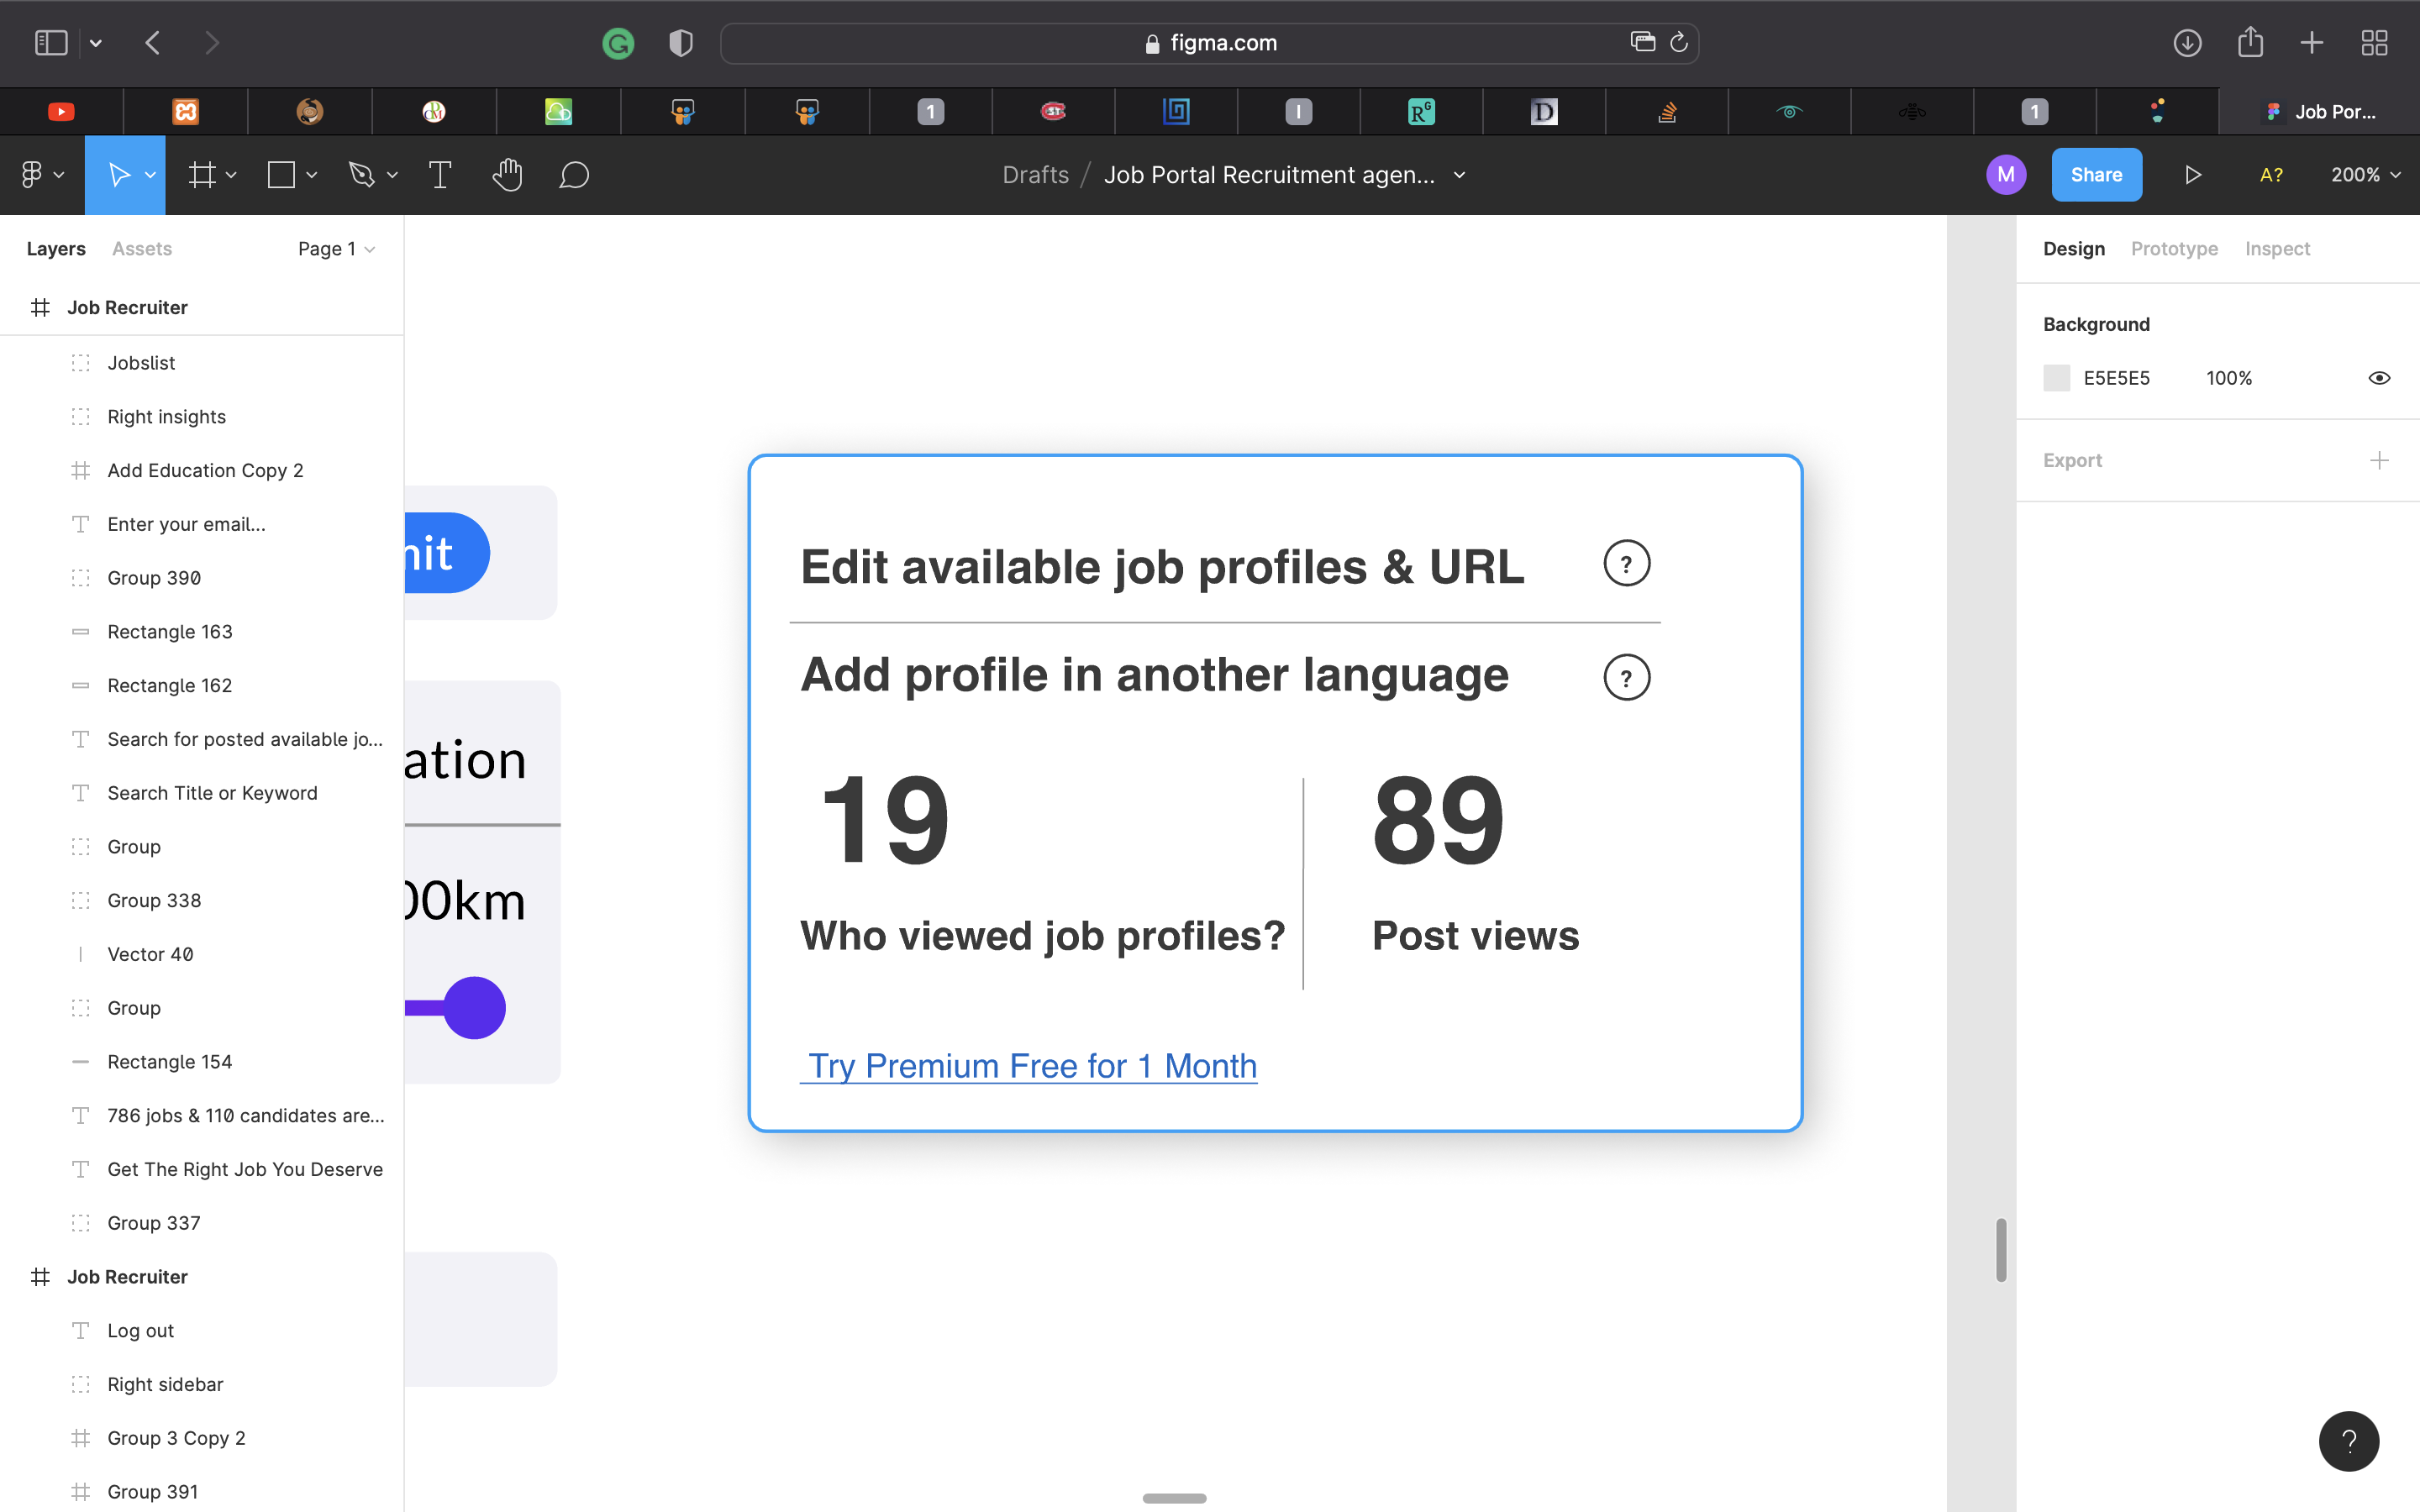 figma.com
1
1
Job Por...
Drafts / Job Portal Recruitment agen...
M
Share
A?
200%
Layers
Assets
Page 1
Job Recruiter
Jobslist
Right insights
Add Education Copy 2
Enter your email...
Group 390
Rectangle 163
Rectangle 162
Search for posted available jo...
Search Title or Keyword
Group
Group 338
Vector 40
Group
Rectangle 154
786 jobs & 110 candidates are...
Get The Right Job You Deserve
Group 337
Job Recruiter
Log out
Right sidebar
Group 3 Copy 2
Group 391
nit
ation
00km
Edit available job profiles & URL
?
Add profile in another language
?
19
89
Who viewed job profiles?
Post views
Try Premium Free for 1 Month
Design
Prototype
Inspect
Background
E5E5E5
100%
Export
?